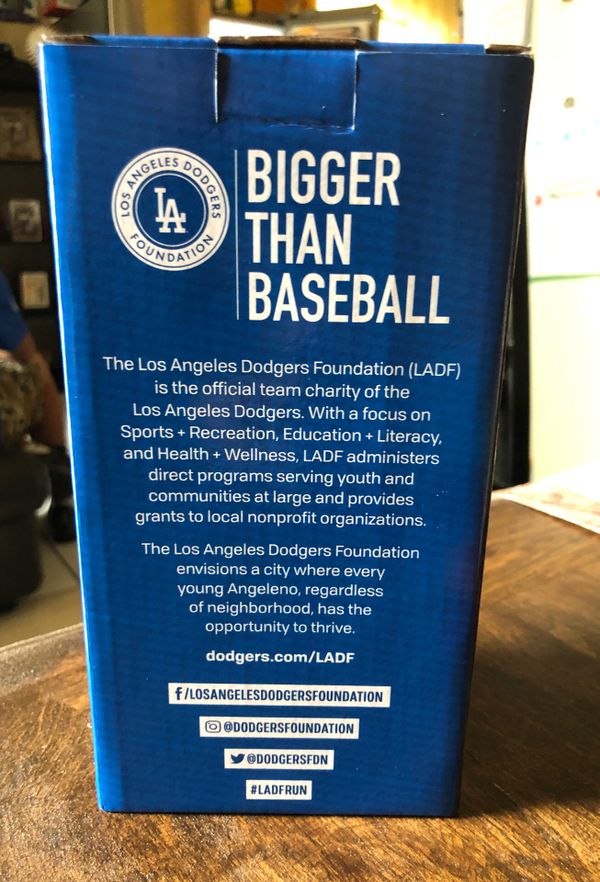 LOS ANGELES DODGERS
LA
FOUNDATION
BIGGER
THAN
BASEBALL
The Los Angeles Dodgers Foundation (LADF)
is the official team charity of the
Los Angeles Dodgers. With a focus on
Sports + Recreation, Education + Literacy,
and Health + Wellness, LADF administers
direct programs serving youth and
communities at large and provides
grants to local nonprofit organizations.
The Los Angeles Dodgers Foundation
envisions a city where every
young Angeleno, regardless
of neighborhood, has the
opportunity to thrive.
dodgers.com/LADF
f/LOSANGELESDODGERSFOUNDATION
@DODGERSFOUNDATION
@DODGERSFDN
#LADFRUN